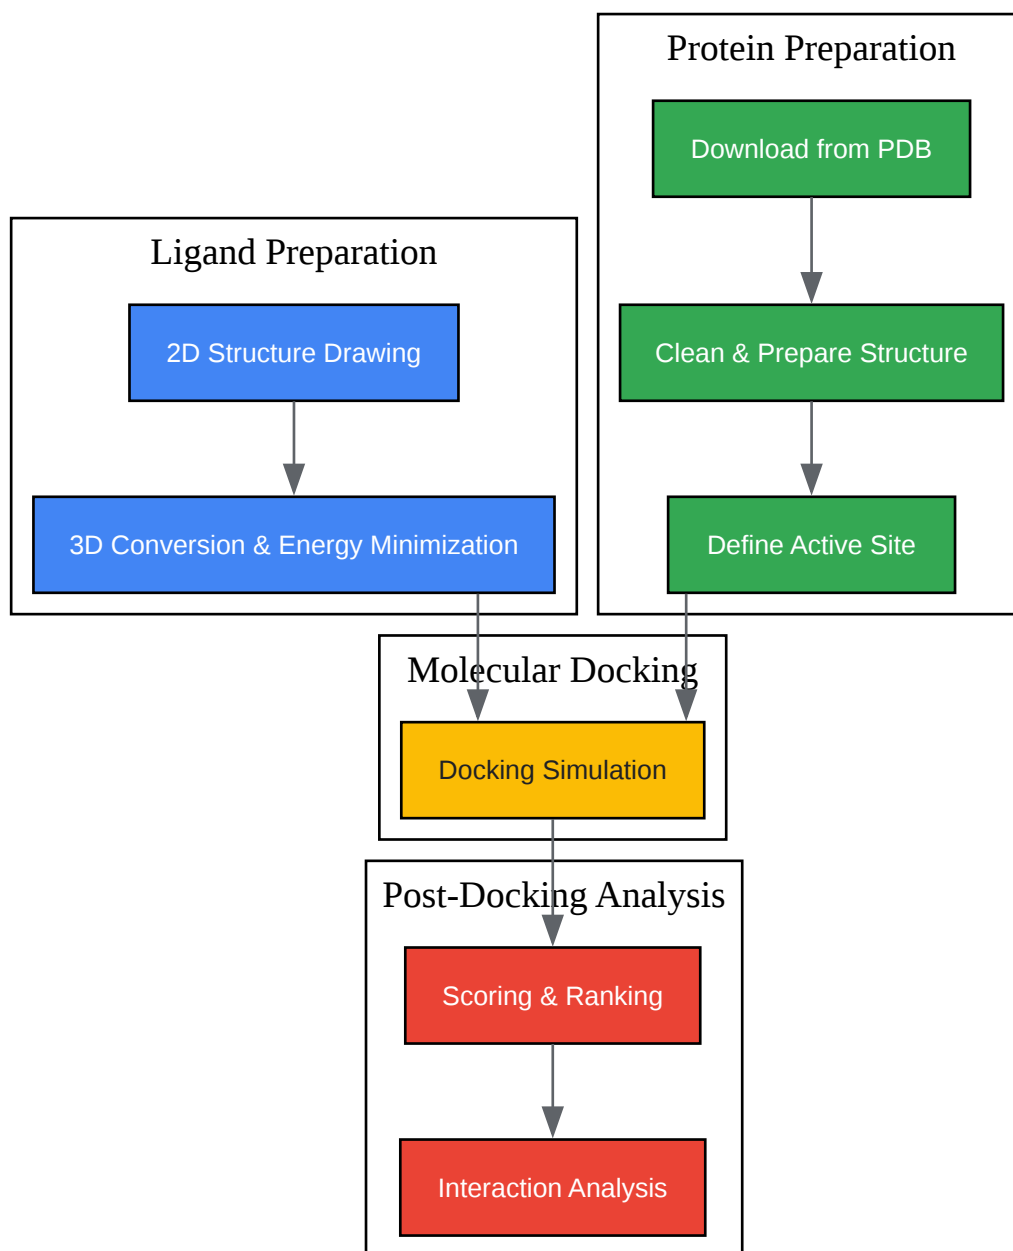 Protein Preparation
Download from PDB
Ligand Preparation
2D Structure Drawing
Clean & Prepare Structure
3D Conversion & Energy Minimization
Define Active Site
Molecular Docking
Docking Simulation
Post-Docking Analysis
Scoring & Ranking
Interaction Analysis